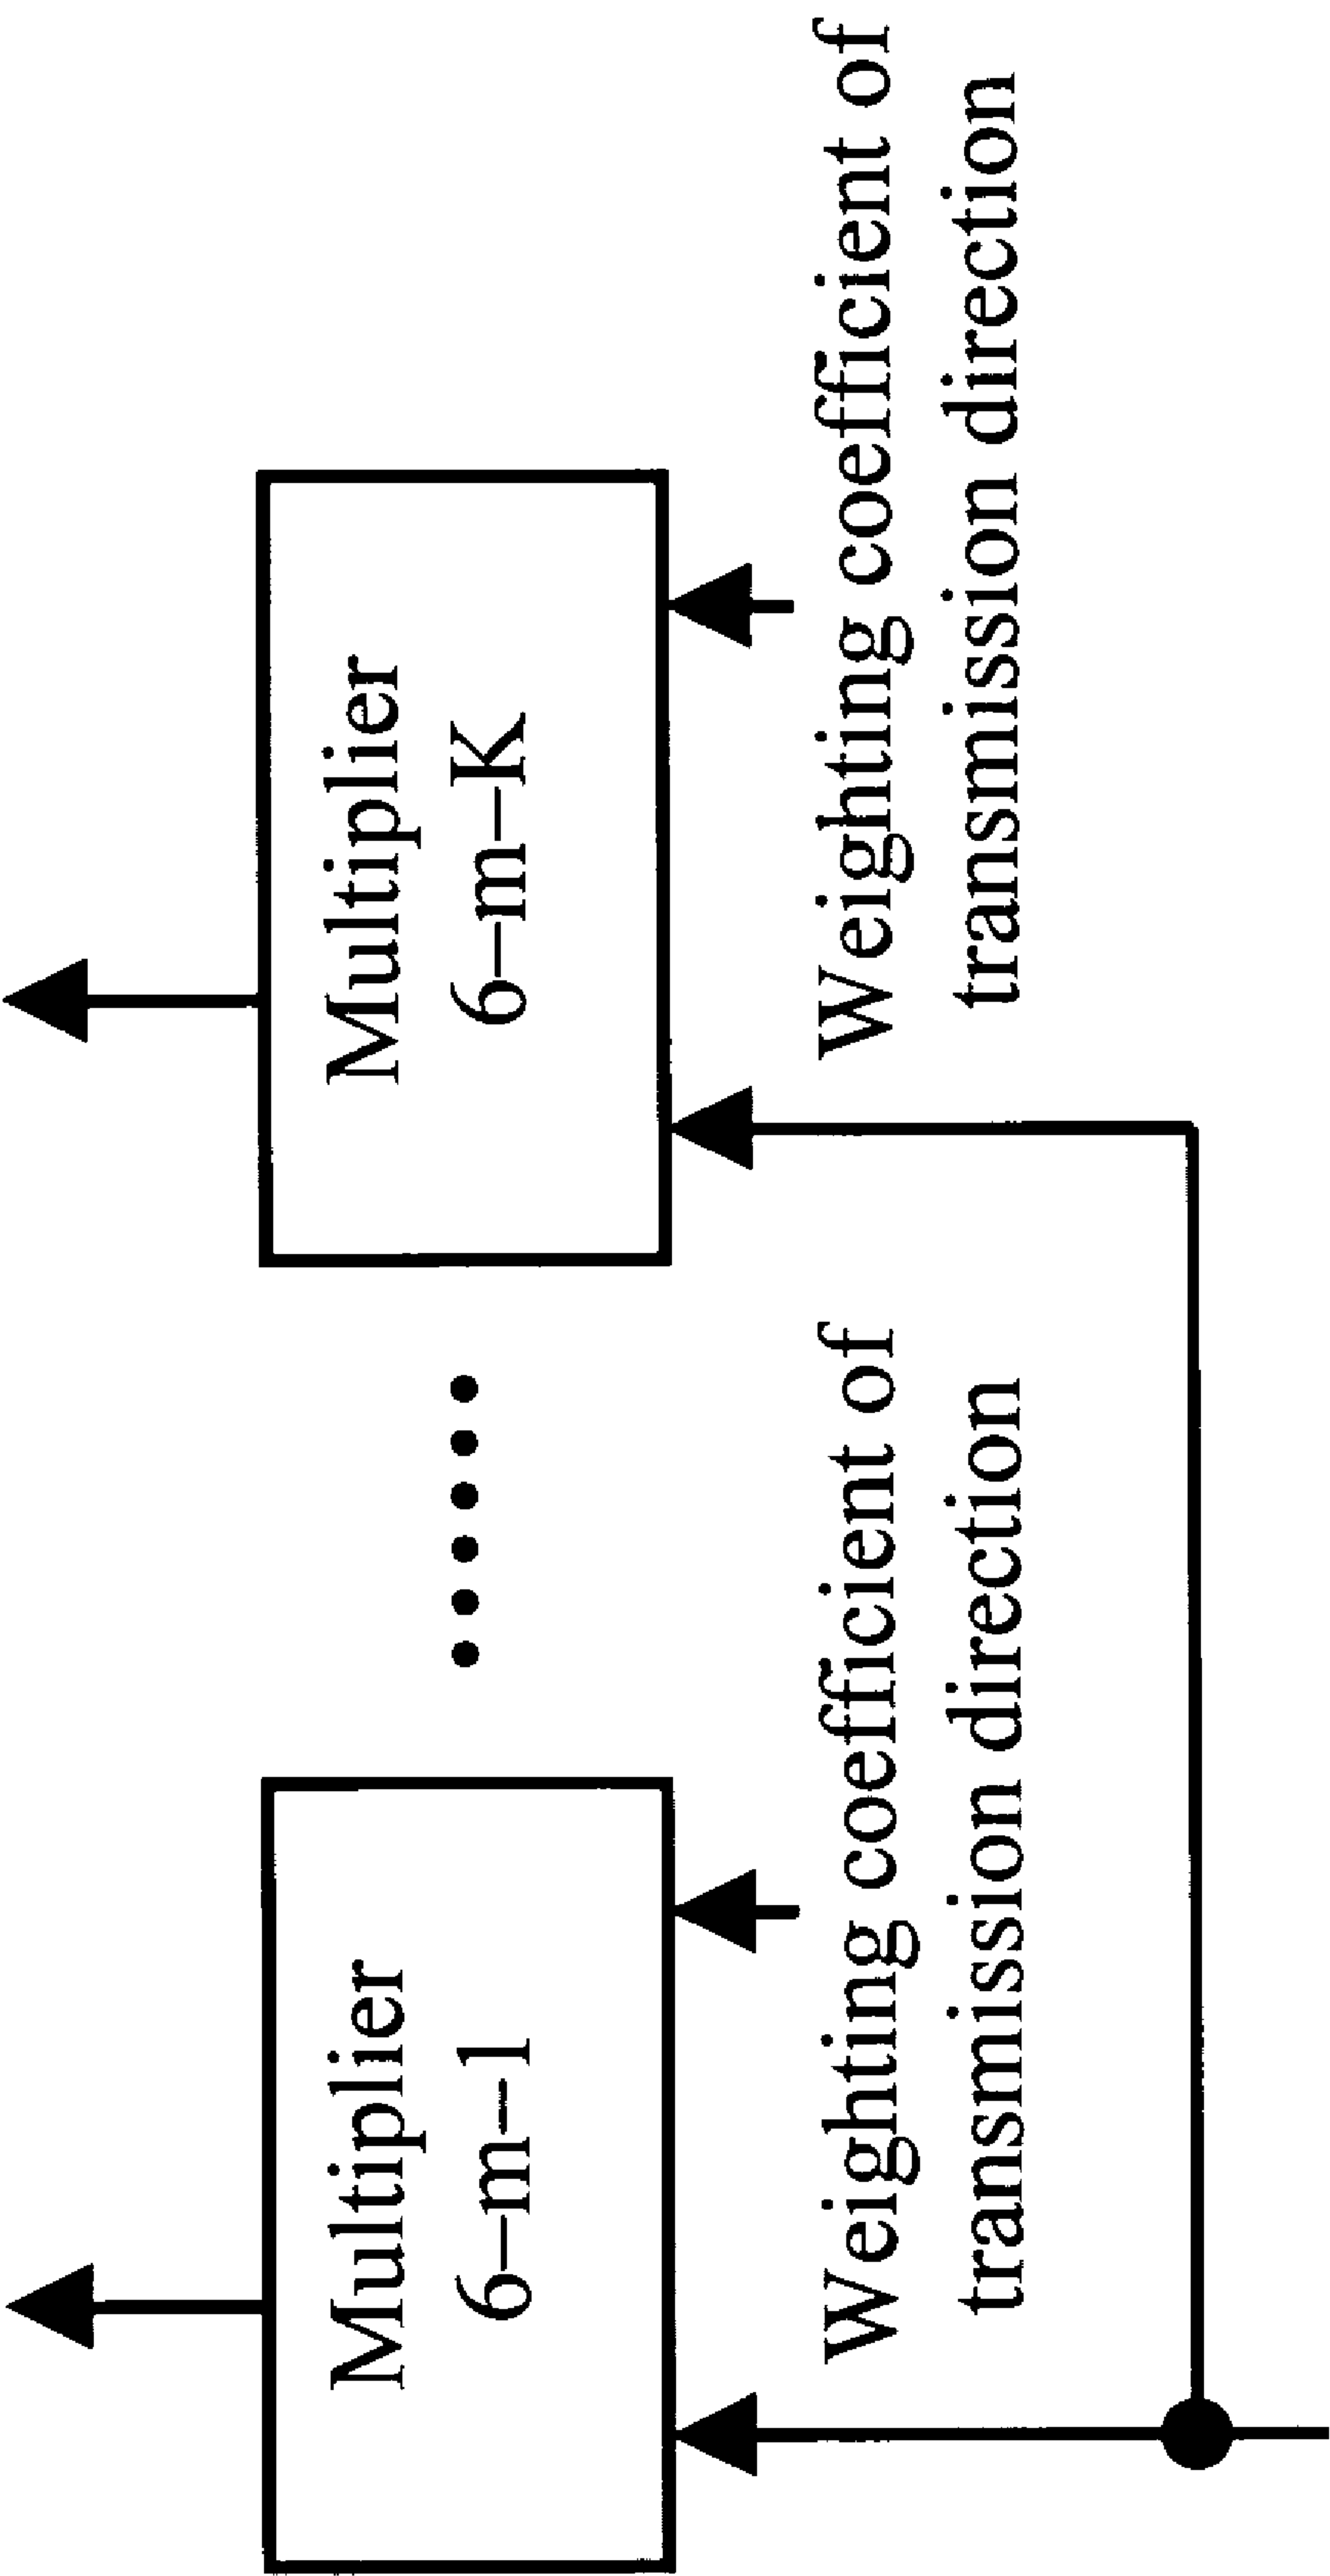 Multiplier
6–m–1
Weighting coefficient of
transmission direction
Multiplier
6–m–K
Weighting coefficient of
transmission direction